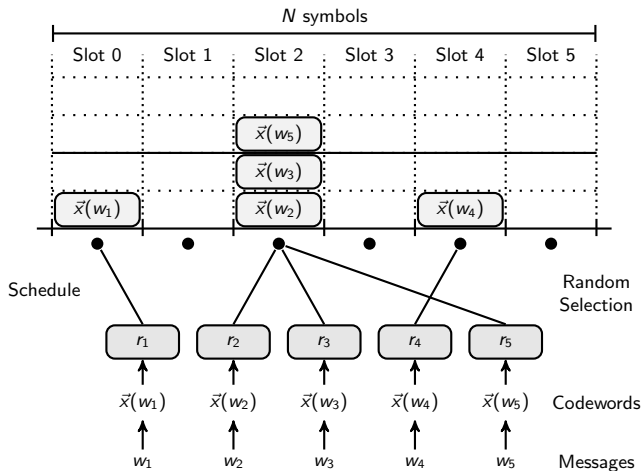 N symbols
Slot 0 Slot 1 Slot 2 Slot 3 Slot 4 Slot 5
x⃗(w₅)
x⃗(w₃)
x⃗(w₁) x⃗(w₂) x⃗(w₄)
Schedule
Random
Selection
r₁ r₂ r₃ r₄ r₅
x⃗(w₁) x⃗(w₂) x⃗(w₃) x⃗(w₄) x⃗(w₅) Codewords
w₁ w₂ w₃ w₄ w₅ Messages